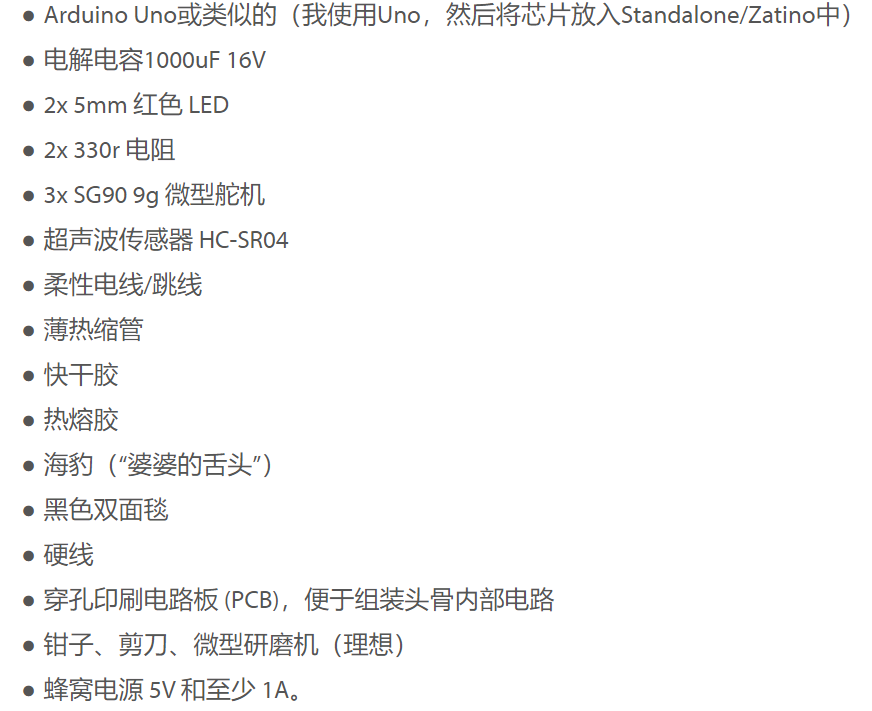 ● Arduino Uno或类似的（我使用Uno，然后将芯片放入Standalone/Zatino中）
● 电解电容1000uF 16V
● 2x 5mm 红色 LED
● 2x 330r 电阻
● 3x SG90 9g 微型舵机
● 超声波传感器 HC-SR04
● 柔性电线/跳线
● 薄热缩管
● 快干胶
● 热熔胶
● 海豹（“婆婆的舌头”）
● 黑色双面毯
● 硬线
● 穿孔印刷电路板 (PCB)，便于组装头骨内部电路
● 钳子、剪刀、微型研磨机（理想）
● 蜂窝电源 5V 和至少 1A。